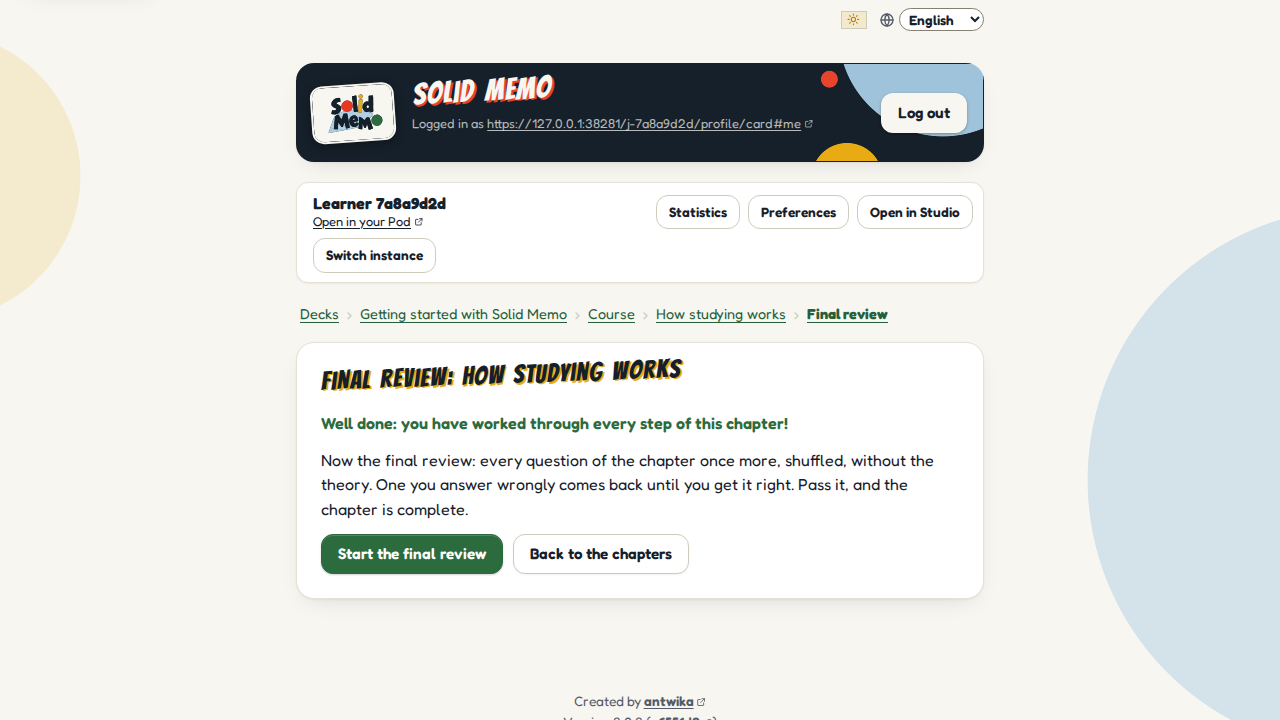 English
Solid Memo
SOLID MEMO
Logged in as https://127.0.0.1:38281/j-7a8a9d2d/profile/card#me
Log out
Learner 7a8a9d2d
Open in your Pod
Statistics
Preferences
Open in Studio
Switch instance
Decks › Getting started with Solid Memo › Course › How studying works › Final review
FINAL REVIEW: HOW STUDYING WORKS
Well done: you have worked through every step of this chapter!
Now the final review: every question of the chapter once more, shuffled, without the
theory. One you answer wrongly comes back until you get it right. Pass it, and the
chapter is complete.
Start the final review
Back to the chapters
Created by antwika